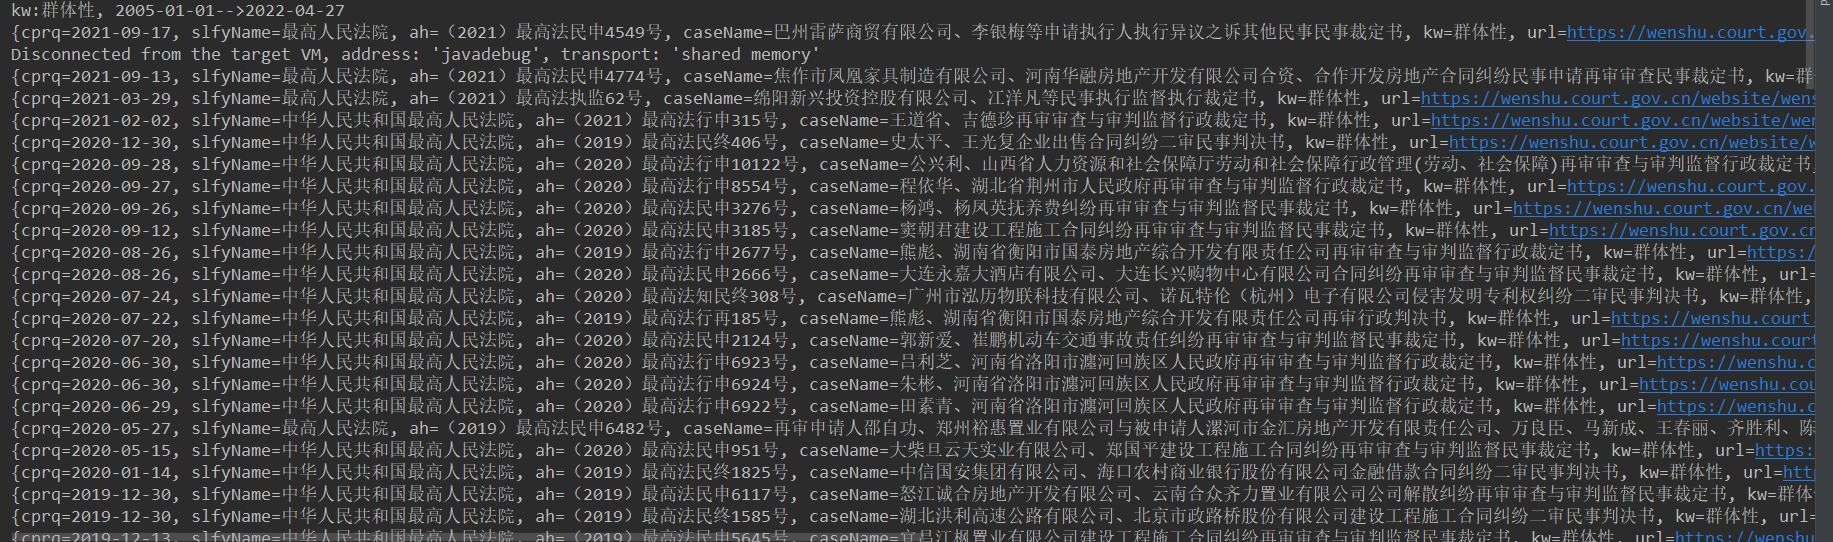 kw:群体性, 2005-01-01-->2022-04-27
{cprq=2021-09-17, slfyName=最高人民法院, ah=（2021）最高法民申4549号, caseName=巴州雷萨商贸有限公司、李银梅等申请执行人执行异议之诉其他民事民事裁定书, kw=群体性, url=https://wenshu.court.gov.
Disconnected from the target VM, address: 'javadebug', transport: 'shared memory'
{cprq=2021-09-13, slfyName=最高人民法院, ah=（2021）最高法民申4774号, caseName=焦作市凤凰家具制造有限公司、河南华融房地产开发有限公司合资、合作开发房地产合同纠纷民事申请再审审查民事裁定书, kw=群
{cprq=2021-03-29, slfyName=最高人民法院, ah=（2021）最高法执监62号, caseName=绵阳新兴投资控股有限公司、冮洋凡等民事执行监督执行裁定书, kw=群体性, url=https://wenshu.court.gov.cn/website/wens
{cprq=2021-02-02, slfyName=中华人民共和国最高人民法院, ah=（2021）最高法行申315号, caseName=王道省、吉德珍再审审查与审判监督行政裁定书, kw=群体性, url=https://wenshu.court.gov.cn/website/wen
{cprq=2020-12-30, slfyName=中华人民共和国最高人民法院, ah=（2019）最高法民终406号, caseName=史太平、王光复企业出售合同纠纷二审民事判决书, kw=群体性, url=https://wenshu.court.gov.cn/website/w
{cprq=2020-09-28, slfyName=中华人民共和国最高人民法院, ah=（2020）最高法行申10122号, caseName=公兴利、山西省人力资源和社会保障厅劳动和社会保障行政管理(劳动、社会保障)再审审查与审判监督行政裁定书
{cprq=2020-09-27, slfyName=中华人民共和国最高人民法院, ah=（2020）最高法行申8554号, caseName=程依华、湖北省荆州市人民政府再审审查与审判监督行政裁定书, kw=群体性, url=https://wenshu.court.gov.
{cprq=2020-09-26, slfyName=中华人民共和国最高人民法院, ah=（2020）最高法民申3276号, caseName=杨鸿、杨凤英抚养费纠纷再审审查与审判监督民事裁定书, kw=群体性, url=https://wenshu.court.gov.cn/we
{cprq=2020-09-12, slfyName=中华人民共和国最高人民法院, ah=（2020）最高法民申3185号, caseName=窦朝君建设工程施工合同纠纷再审审查与审判监督民事裁定书, kw=群体性, url=https://wenshu.court.gov.cn
{cprq=2020-08-26, slfyName=中华人民共和国最高人民法院, ah=（2019）最高法行申2677号, caseName=熊彪、湖南省衡阳市国泰房地产综合开发有限责任公司再审审查与审判监督行政裁定书, kw=群体性, url=https:/
{cprq=2020-08-26, slfyName=中华人民共和国最高人民法院, ah=（2020）最高法民申2666号, caseName=大连永嘉大酒店有限公司、大连长兴购物中心有限公司合同纠纷再审审查与审判监督民事裁定书, kw=群体性, url=
{cprq=2020-07-24, slfyName=中华人民共和国最高人民法院, ah=（2020）最高法知民终308号, caseName=广州市泓历物联科技有限公司、诺瓦特伦（杭州）电子有限公司侵害发明专利权纠纷二审民事判决书, kw=群体性,
{cprq=2020-07-22, slfyName=中华人民共和国最高人民法院, ah=（2019）最高法行再185号, caseName=熊彪、湖南省衡阳市国泰房地产综合开发有限责任公司再审行政判决书, kw=群体性, url=https://wenshu.court.
{cprq=2020-07-20, slfyName=中华人民共和国最高人民法院, ah=（2020）最高法民申2124号, caseName=郭新爱、崔鹏机动车交通事故责任纠纷再审审查与审判监督民事裁定书, kw=群体性, url=https://wenshu.court
{cprq=2020-06-30, slfyName=中华人民共和国最高人民法院, ah=（2020）最高法行申6923号, caseName=吕利芝、河南省洛阳市瀍河回族区人民政府再审审查与审判监督行政裁定书, kw=群体性, url=https://wenshu.c
{cprq=2020-06-30, slfyName=中华人民共和国最高人民法院, ah=（2020）最高法行申6924号, caseName=朱彬、河南省洛阳市瀍河回族区人民政府再审审查与审判监督行政裁定书, kw=群体性, url=https://wenshu.cou
{cprq=2020-06-29, slfyName=中华人民共和国最高人民法院, ah=（2020）最高法行申6922号, caseName=田素青、河南省洛阳市瀍河回族区人民政府再审审查与审判监督行政裁定书, kw=群体性, url=https://wenshu.c
{cprq=2020-05-27, slfyName=最高人民法院, ah=（2019）最高法民申6482号, caseName=再审申请人邵自功、郑州裕惠置业有限公司与被申请人漯河市金汇房地产开发有限责任公司、万良臣、马新成、王春丽、齐胜利、陈
{cprq=2020-05-15, slfyName=中华人民共和国最高人民法院, ah=（2020）最高法民申951号, caseName=大柴旦云天实业有限公司、郑国平建设工程施工合同纠纷再审审查与审判监督民事裁定书, kw=群体性, url=https:
{cprq=2020-01-14, slfyName=中华人民共和国最高人民法院, ah=（2019）最高法民终1825号, caseName=中信国安集团有限公司、海口农村商业银行股份有限公司金融借款合同纠纷二审民事判决书, kw=群体性, url=htt
{cprq=2019-12-30, slfyName=中华人民共和国最高人民法院, ah=（2019）最高法民申6117号, caseName=怒江诚合房地产开发有限公司、云南合众齐力置业有限公司公司解散纠纷再审审查与审判监督民事裁定书, kw=群体
{cprq=2019-12-30, slfyName=中华人民共和国最高人民法院, ah=（2019）最高法民终1585号, caseName=湖北洪利高速公路有限公司、北京市政路桥股份有限公司建设工程施工合同纠纷二审民事判决书, kw=群体性, url=
{cprq=2019-12-13, slfyName=中华人民共和国最高人民法院, ah=（2019）最高法民申5645号, caseName=宜昌江枫置业有限公司建设工程施工合同纠纷再审审查与审判监督民事裁定书, kw=群体性, url=https://wenshu